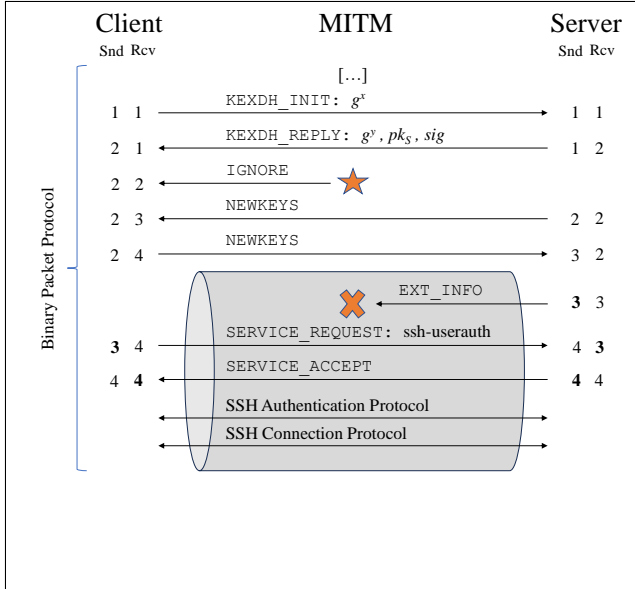 Client MITM Server
Snd Rcv Snd Rcv
[…]
KEXDH_INIT: g^x
1 1 1 1
KEXDH_REPLY: g^y, pk_S, sig
2 1 1 2
IGNORE
2 2
NEWKEYS
2 3 2 2
NEWKEYS
2 4 3 2
EXT_INFO
3 3
SERVICE_REQUEST: ssh-userauth
3 4 4 3
SERVICE_ACCEPT
4 4 4 4
SSH Authentication Protocol
SSH Connection Protocol
Binary Packet Protocol